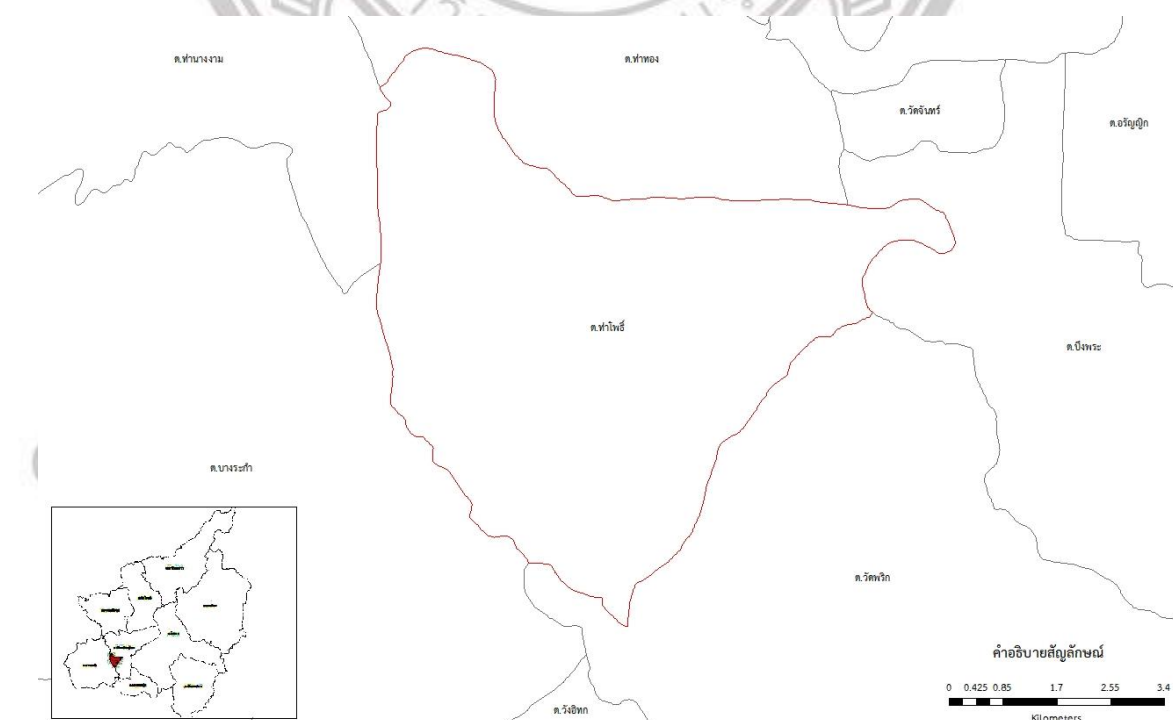 ต.ท่านางงาม
ต.ท่าทอง
ต.วัดจันทร์
ต.อรัญญิก
ต.ท่าโพธิ์
ต.บึงพระ
ต.บางระกำ
ต.วัดพริก
ต.วังอิทก
คำอธิบายสัญลักษณ์
0 0.425 0.85 1.7 2.55 3.4
Kilometers